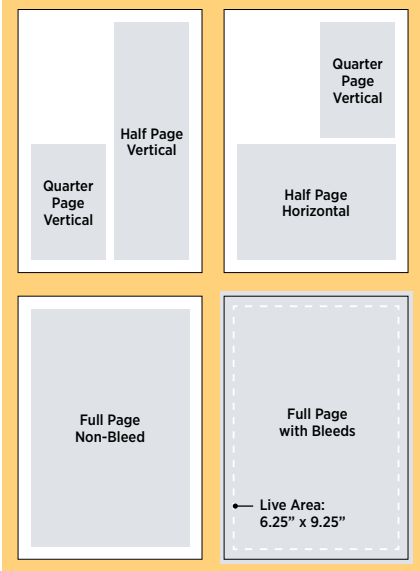 Half Page
Vertical
Quarter
Page
Vertical
Quarter
Page
Vertical
Half Page
Horizontal
Full Page
Non-Bleed
Full Page
with Bleeds
Live Area:
6.25” x 9.25”